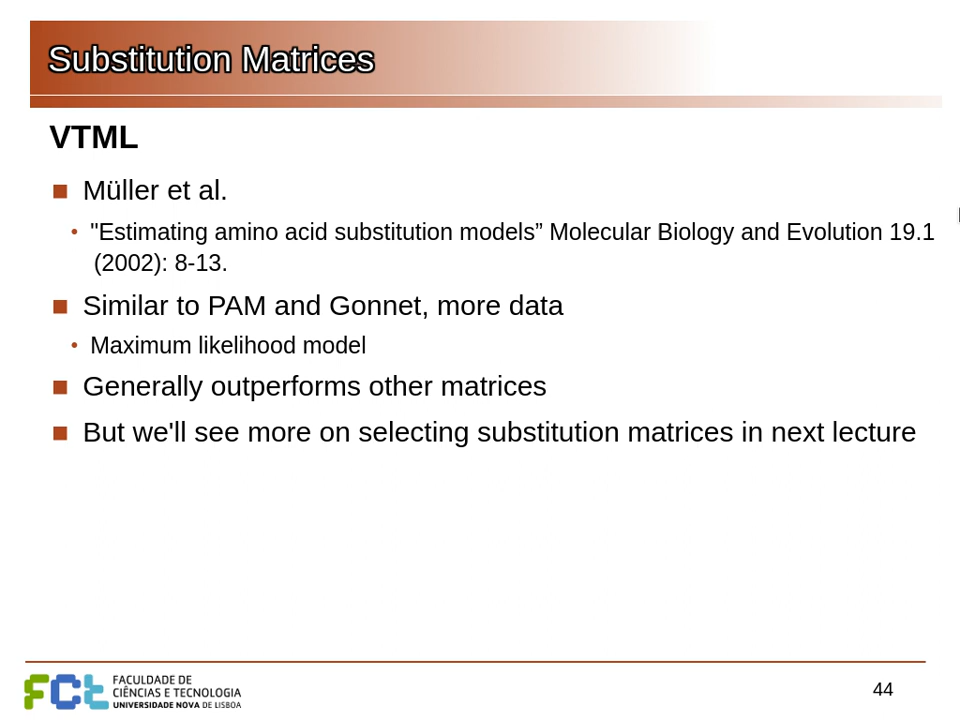 Substitution Matrices
VTML
■ Müller et al.
• "Estimating amino acid substitution models” Molecular Biology and Evolution 19.1
(2002): 8-13.
■ Similar to PAM and Gonnet, more data
• Maximum likelihood model
■ Generally outperforms other matrices
■ But we'll see more on selecting substitution matrices in next lecture
FCt
FACULDADE DE
CIÊNCIAS E TECNOLOGIA
UNIVERSIDADE NOVA DE LISBOA
44